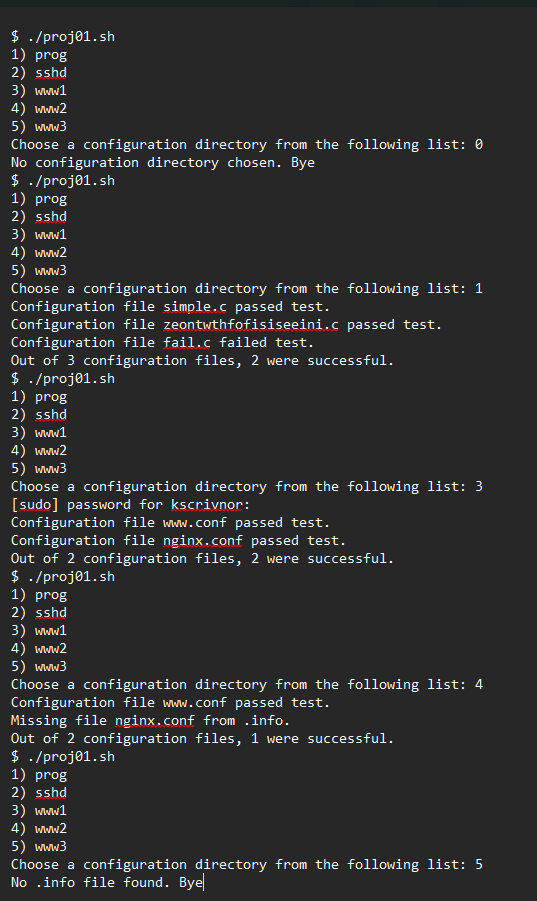 $ ./proj01.sh
1) prog
2) sshd
3) www1
4) www2
5) www3
Choose a configuration directory from the following list: 0
No configuration directory chosen. Bye
$ ./proj01.sh
1) prog
2) sshd
3) www1
4) www2
5) www3
Choose a configuration directory from the following list: 1
Configuration file simple.c passed test.
Configuration file zeontwthfofisiseeini.c passed test.
Configuration file fail.c failed test.
Out of 3 configuration files, 2 were successful.
$ ./proj01.sh
1) prog
2) sshd
3) www1
4) www2
5) www3
Choose a configuration directory from the following list: 3
[sudo] password for kscrivnor:
Configuration file www.conf passed test.
Configuration file nginx.conf passed test.
Out of 2 configuration files, 2 were successful.
$ ./proj01.sh
1) prog
2) sshd
3) www1
4) www2
5) www3
Choose a configuration directory from the following list: 4
Configuration file www.conf passed test.
Missing file nginx.conf from .info.
Out of 2 configuration files, 1 were successful.
$ ./proj01.sh
1) prog
2) sshd
3) www1
4) www2
5) www3
Choose a configuration directory from the following list: 5
No .info file found. Bye